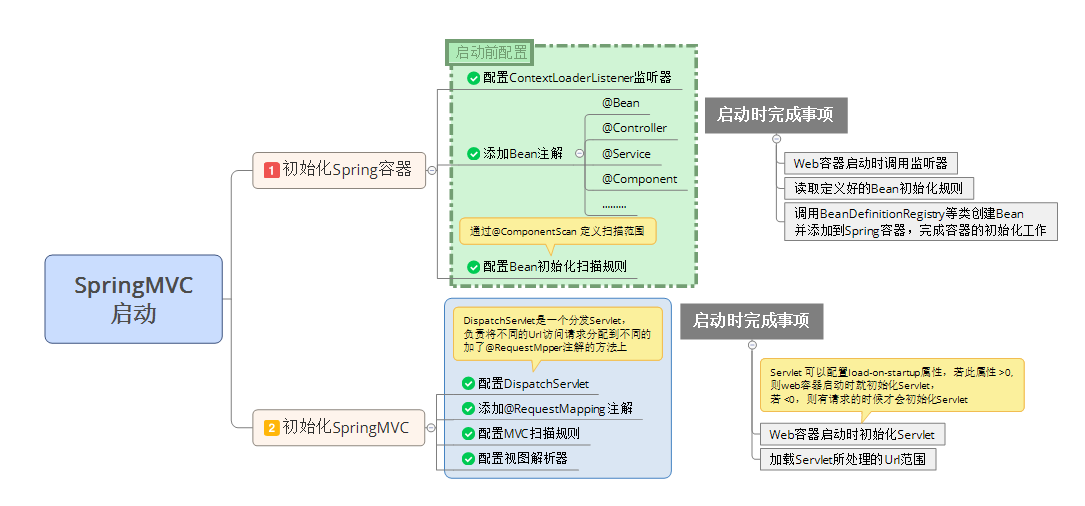 SpringMVC
启动
1 初始化Spring容器
启动前配置
配置ContextLoaderListener监听器
添加Bean注解
@Bean
@Controller
@Service
@Component
.........
通过@ComponentScan 定义扫描范围
配置Bean初始化扫描规则
启动时完成事项
Web容器启动时调用监听器
读取定义好的Bean初始化规则
调用BeanDefinitionRegistry等类创建Bean
并添加到Spring容器，完成容器的初始化工作
2 初始化SpringMVC
DispatchServlet是一个分发Servlet，
负责将不同的Url访问请求分配到不同的
加了@RequestMpper注解的方法上
配置DispatchServlet
添加@RequestMapping 注解
配置MVC扫描规则
配置视图解析器
启动时完成事项
Servlet 可以配置load-on-startup属性，若此属性 >0,
则web容器启动时就初始化Servlet，
若 <0，则有请求的时候才会初始化Servlet
Web容器启动时初始化Servlet
加载Servlet所处理的Url范围